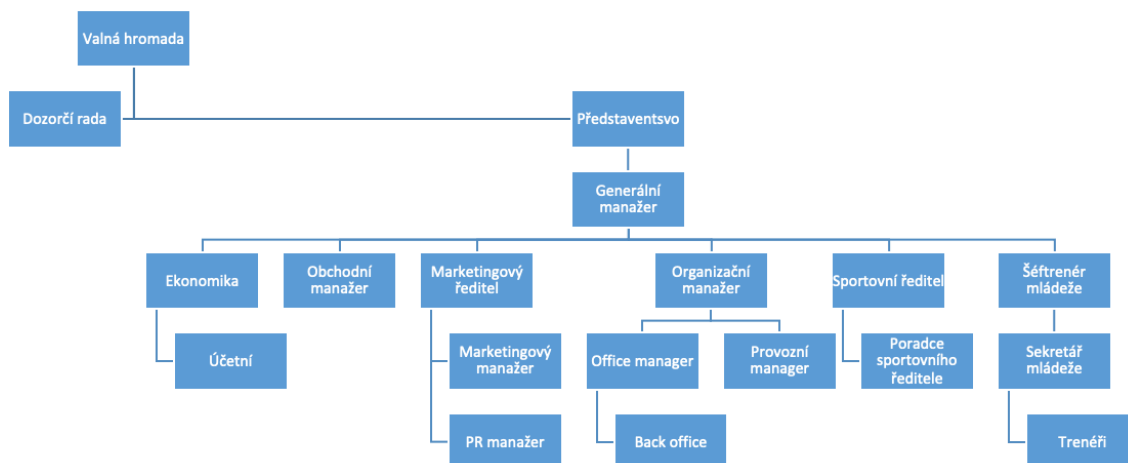 Valná hromada
Dozorčí rada
Představentsvo
Generální
manažer
Ekonomika
Obchodní
manažer
Marketingový
ředitel
Organizační
manažer
Sportovní ředitel
Šéftrenér
mládeže
Účetní
Marketingový
manažer
Office manager
Provozní
manager
Poradce
sportovního
ředitele
Sekretář
mládeže
PR manažer
Back office
Trenéři